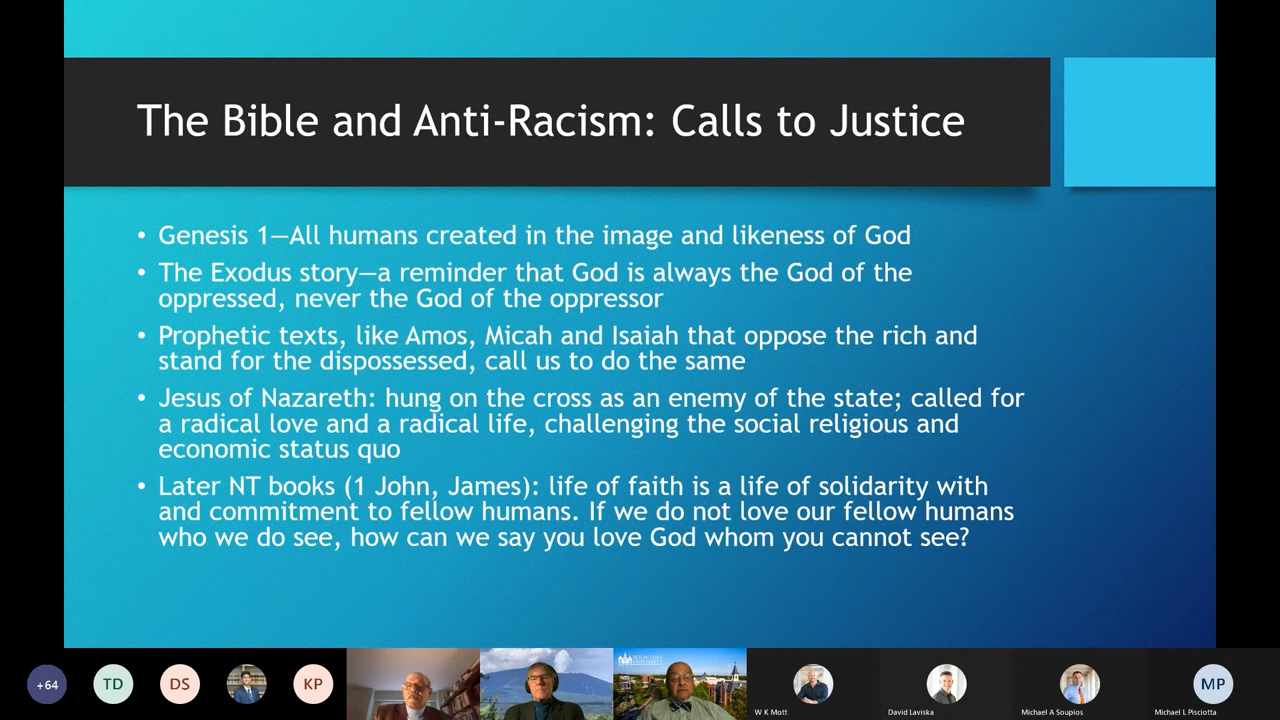 The Bible and Anti-Racism: Calls to Justice
• Genesis 1—All humans created in the image and likeness of God
• The Exodus story—a reminder that God is always the God of the
oppressed, never the God of the oppressor
• Prophetic texts, like Amos, Micah and Isaiah that oppose the rich and
stand for the dispossessed, call us to do the same
• Jesus of Nazareth: hung on the cross as an enemy of the state; called for
a radical love and a radical life, challenging the social religious and
economic status quo
• Later NT books (1 John, James): life of faith is a life of solidarity with
and commitment to fellow humans. If we do not love our fellow humans
who we do see, how can we say you love God whom you cannot see?
+64
TD
DS
KP
SETON HALL
UNIVERSITY
W K Mott
David Laviska
Michael A Soupios
MP
Michael L Pisciotta